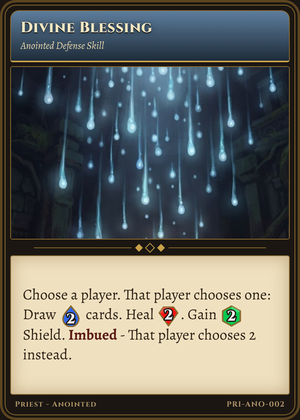 Divine Blessing
Anointed Defense Skill
Choose a player. That player chooses one:
Draw 2 cards. Heal 2. Gain 2
Shield. Imbued - That player chooses 2
instead.
Priest - Anointed PRI-ANO-002